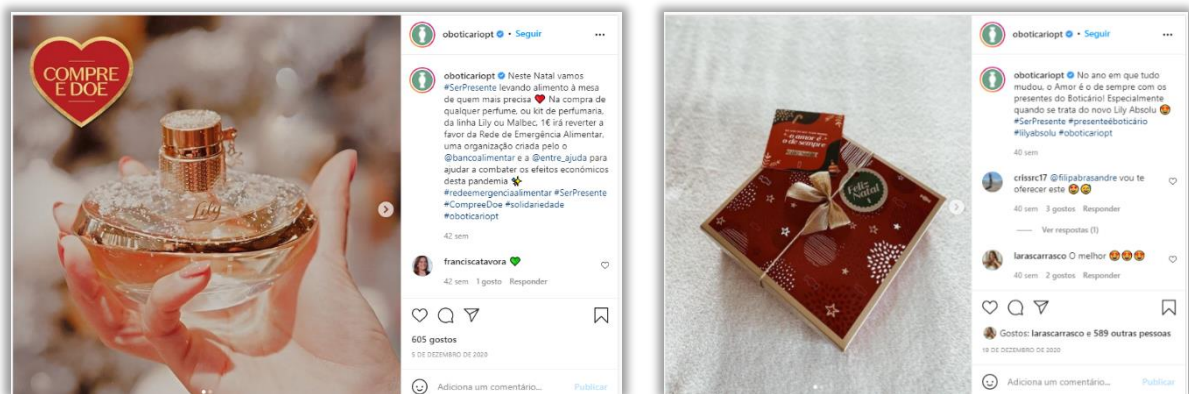 COMPRE
E DOE
Lily
oboticariopt • Seguir
oboticariopt Neste Natal vamos
#SerPresente levando alimento à mesa
de quem mais precisa ❤️ Na compra de
qualquer perfume, ou kit de perfumaria,
da linha Lily ou Malbec, 1€ irá reverter a
favor da Rede de Emergência Alimentar,
uma organização criada pelo o
@bancoalimentar e a @entre_ajuda para
ajudar a combater os efeitos económicos
desta pandemia ✨
#redeemergenciaalimentar #SerPresente
#CompreeDoe #solidariedade
#oboticariopt
42 sem
franciscatavora 💚
42 sem 1 gosto Responder
605 gostos
5 DE DEZEMBRO DE 2020
Adiciona um comentário... Publicar
o amor é
o de sempre
Feliz
Natal
oboticariopt • Seguir
oboticariopt No ano em que tudo
mudou, o Amor é o de sempre com os
presentes do Boticário! Especialmente
quando se trata do novo Lily Absolu 😍
#SerPresente #presenteéboticário
#lilyabsolu #oboticariopt
40 sem
crissrc17 @filipabrasandre vou te
oferecer este 😍😄
40 sem 3 gostos Responder
Ver respostas (1)
larascarrasco O melhor 😍😍😍
40 sem 2 gostos Responder
Gostos: larascarrasco e 589 outras pessoas
19 DE DEZEMBRO DE 2020
Adiciona um comentário... Publicar